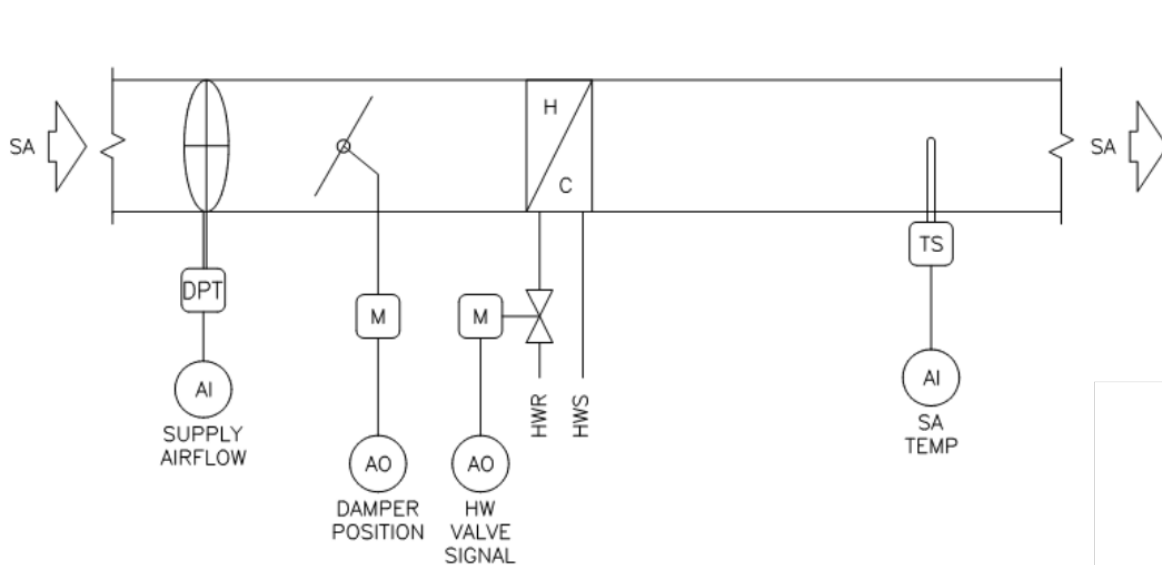 SA
H
C
SA
DPT
M
M
TS
AI
SUPPLY
AIRFLOW
HWR
HWS
AI
SA
TEMP
AO
DAMPER
POSITION
AO
HW
VALVE
SIGNAL